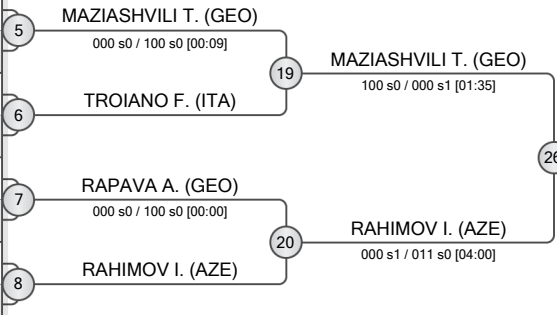 MAZIASHVILI T. (GEO)
5
000 s0 / 100 s0 [00:09]
19
MAZIASHVILI T. (GEO)
100 s0 / 000 s1 [01:35]
TROIANO F. (ITA)
6
26
RAPAVA A. (GEO)
7
000 s0 / 100 s0 [00:00]
20
RAHIMOV I. (AZE)
000 s1 / 011 s0 [04:00]
RAHIMOV I. (AZE)
8